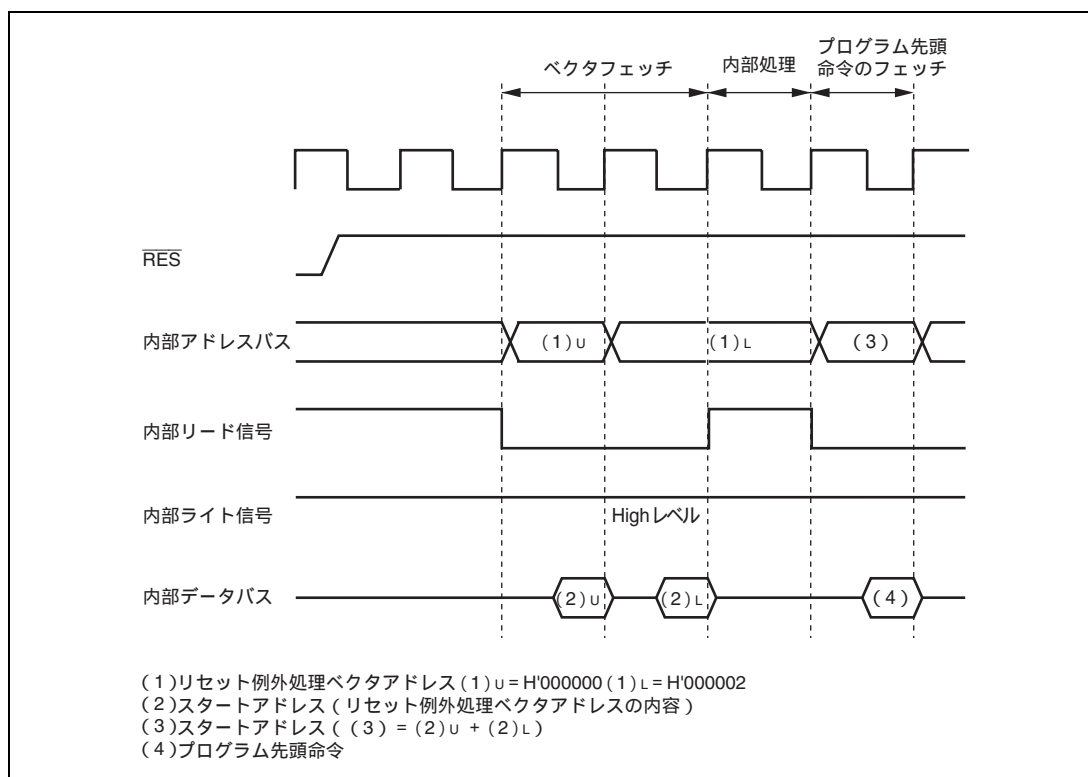 プログラム先頭
ベクタフェッチ 内部処理 命令のフェッチ
RES
内部アドレスバス (1)U (1)L (3)
内部リード信号
内部ライト信号 Highレベル
内部データバス (2)U (2)L (4)
(1)リセット例外処理ベクタアドレス(1)U=H'000000(1)L=H'000002
(2)スタートアドレス(リセット例外処理ベクタアドレスの内容)
(3)スタートアドレス((3)=(2)U+(2)L)
(4)プログラム先頭命令